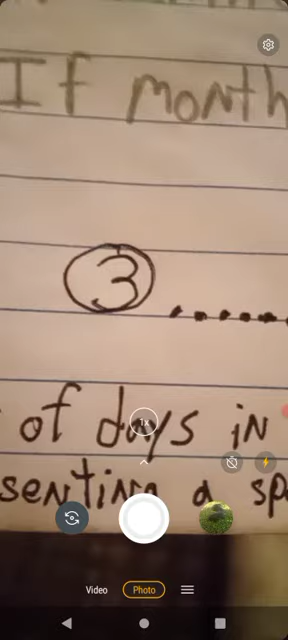 If month
3 ......
of days in
senting a sp
1x
Video Photo